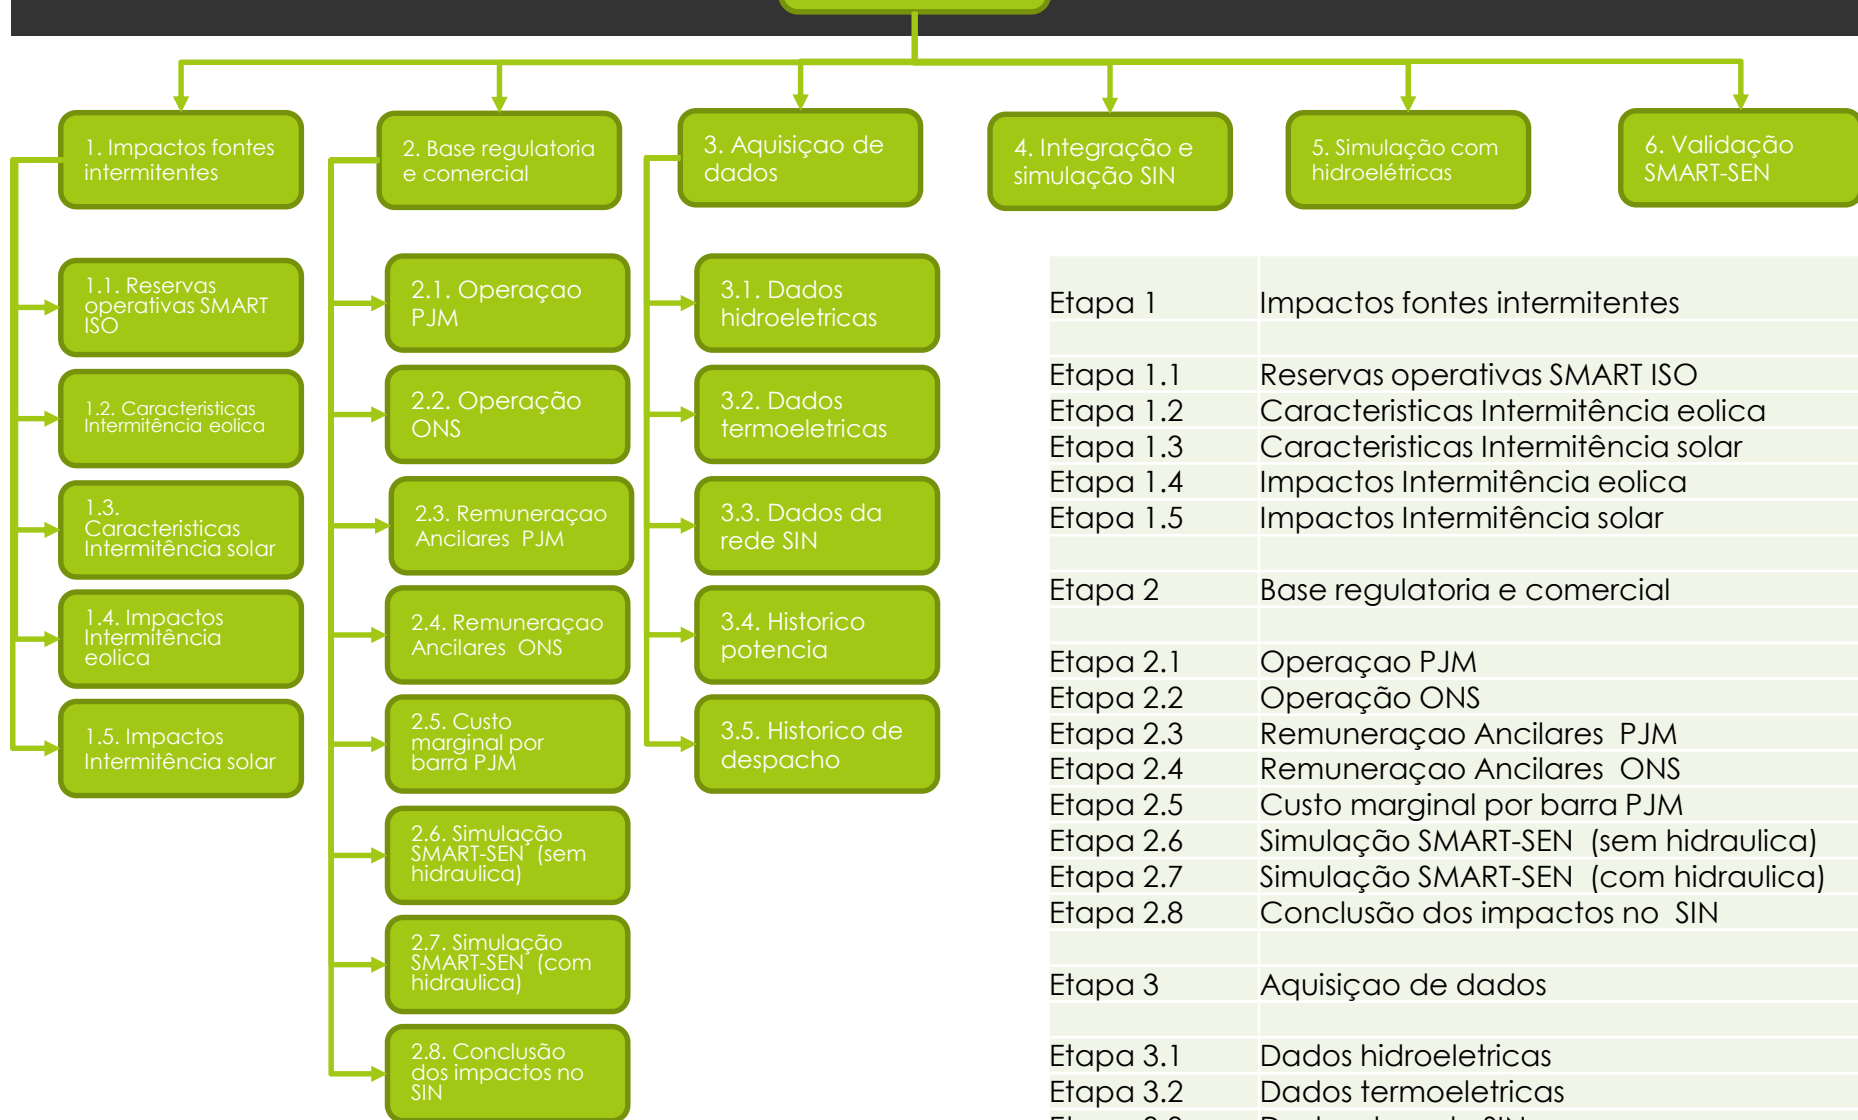 1. Impactos fontes
intermitentes
2. Base regulatoria
e comercial
3. Aquisiçao de
dados
4. Integração e
simulação SIN
5. Simulação com
hidroelétricas
6. Validação
SMART-SEN
1.1. Reservas
operativas SMART
ISO
1.2. Caracteristicas
Intermitência eolica
1.3.
Caracteristicas
Intermitência solar
1.4. Impactos
Intermitência
eolica
1.5. Impactos
Intermitência solar
2.1. Operaçao
PJM
2.2. Operação
ONS
2.3. Remuneraçao
Ancilares PJM
2.4. Remuneraçao
Ancilares ONS
2.5. Custo
marginal por
barra PJM
2.6. Simulação
SMART-SEN (sem
hidraulica)
2.7. Simulação
SMART-SEN (com
hidraulica)
2.8. Conclusão
dos impactos no
SIN
3.1. Dados
hidroeletricas
3.2. Dados
termoeletricas
3.3. Dados da
rede SIN
3.4. Historico
potencia
3.5. Historico de
despacho
Etapa 1 Impactos fontes intermitentes
Etapa 1.1 Reservas operativas SMART ISO
Etapa 1.2 Caracteristicas Intermitência eolica
Etapa 1.3 Caracteristicas Intermitência solar
Etapa 1.4 Impactos Intermitência eolica
Etapa 1.5 Impactos Intermitência solar
Etapa 2 Base regulatoria e comercial
Etapa 2.1 Operaçao PJM
Etapa 2.2 Operação ONS
Etapa 2.3 Remuneraçao Ancilares PJM
Etapa 2.4 Remuneraçao Ancilares ONS
Etapa 2.5 Custo marginal por barra PJM
Etapa 2.6 Simulação SMART-SEN (sem hidraulica)
Etapa 2.7 Simulação SMART-SEN (com hidraulica)
Etapa 2.8 Conclusão dos impactos no SIN
Etapa 3 Aquisiçao de dados
Etapa 3.1 Dados hidroeletricas
Etapa 3.2 Dados termoeletricas